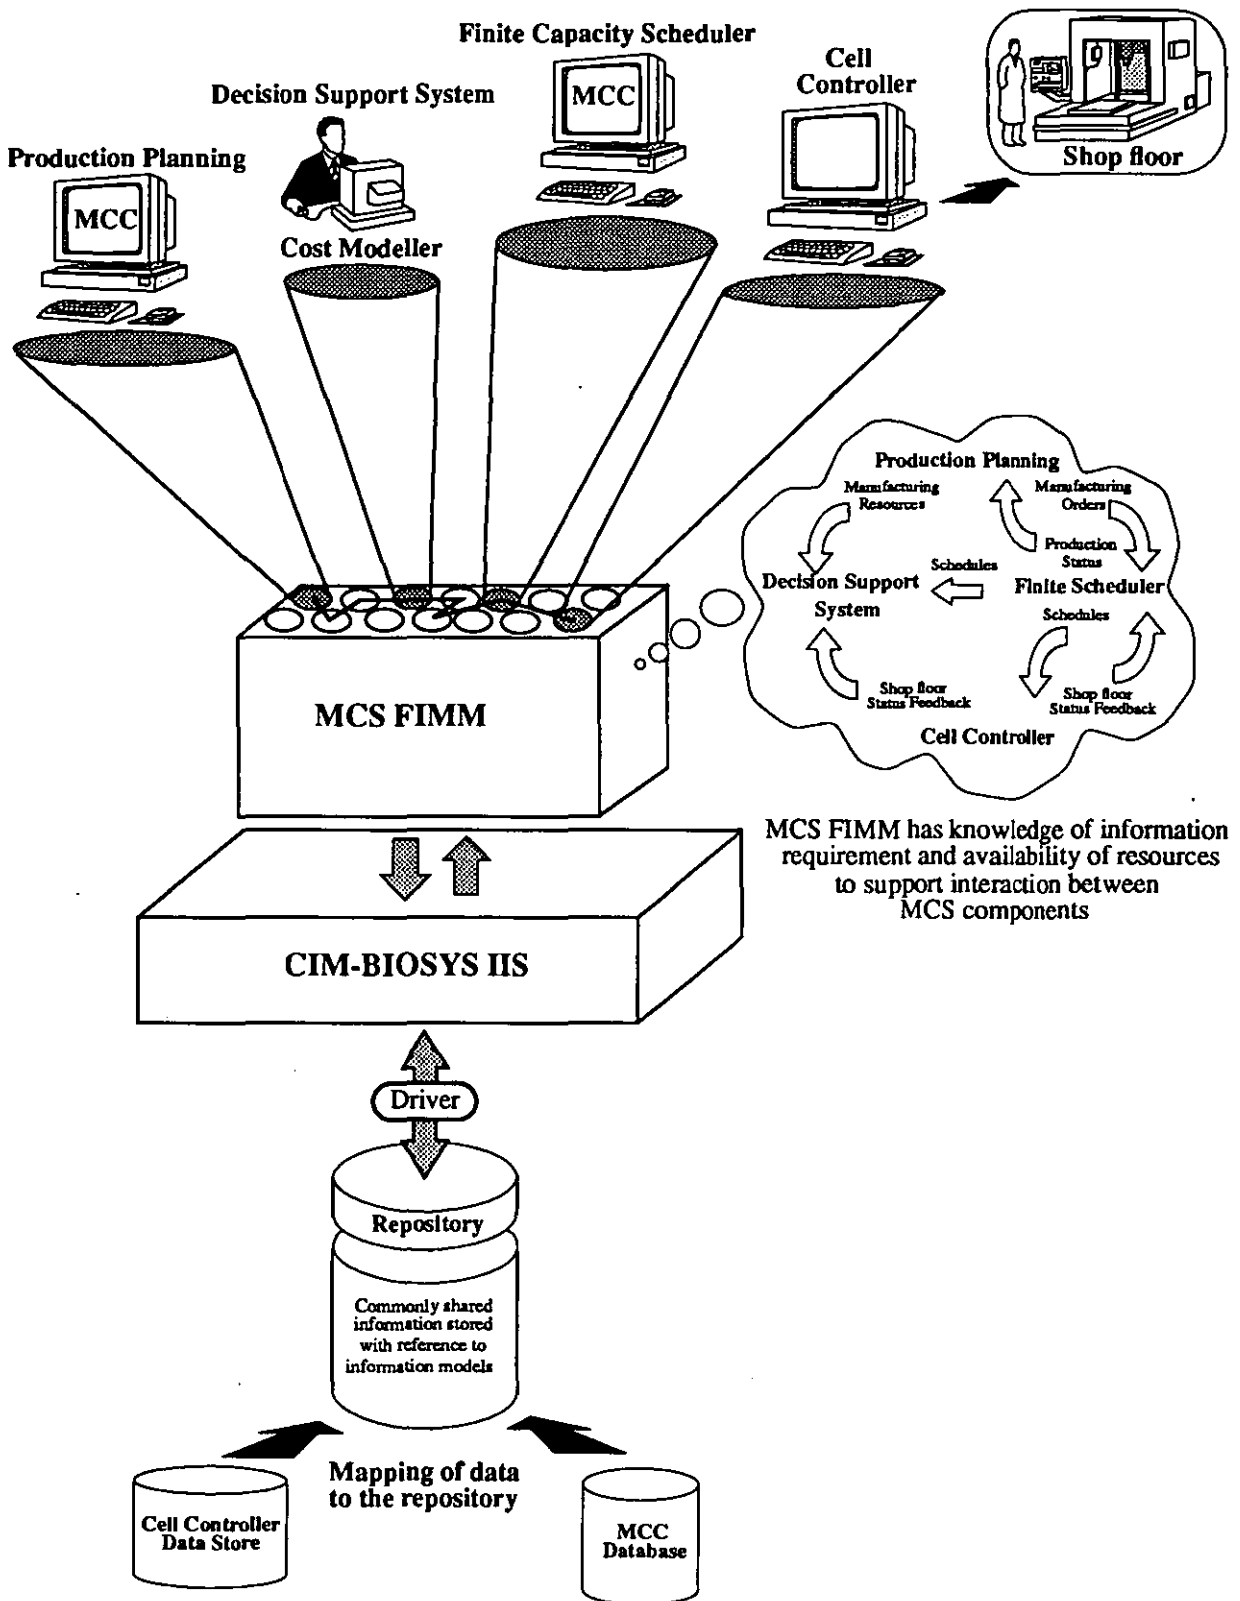 Finite Capacity Scheduler
MCC
Cell
Controller
Shop floor
Decision Support System
Cost Modeller
Production Planning
MCC
Production Planning
Manufacturing
Resources
Manufacturing
Orders
Production
Status
Schedules
Decision Support
System
Finite Scheduler
Schedules
Shop floor
Status Feedback
Shop floor
Status Feedback
Cell Controller
MCS FIMM
MCS FIMM has knowledge of information
requirement and availability of resources
to support interaction between
MCS components
CIM-BIOSYS IIS
Driver
Repository
Commonly shared
information stored
with reference to
information models
Mapping of data
to the repository
Cell Controller
Data Store
MCC
Database